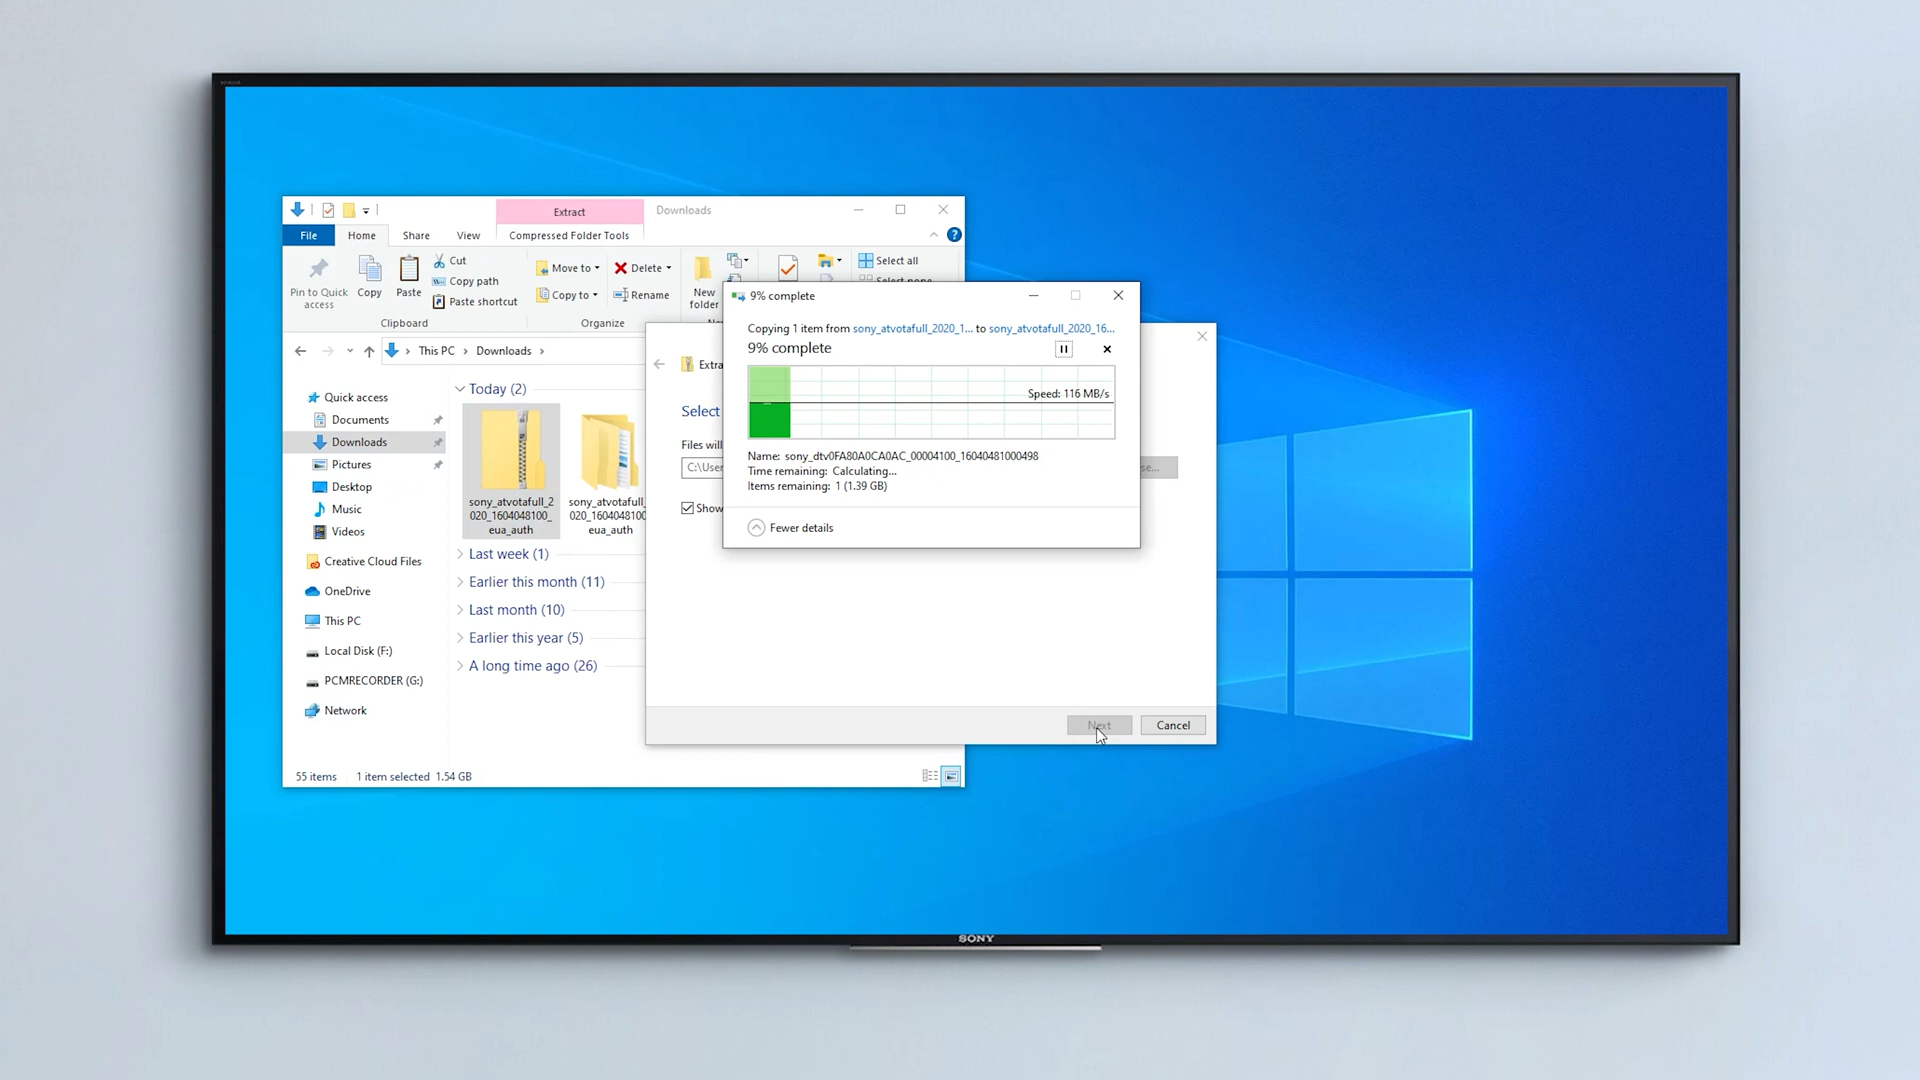 Extract
Downloads
File
Home
Share
View
Compressed Folder Tools
Pin to Quick
access
Copy
Paste
Cut
Copy path
Paste shortcut
Clipboard
Move to
Copy to
Delete
Rename
Organize
New
folder
Select all
This PC
Downloads
Quick access
Documents
Downloads
Pictures
Desktop
Music
Videos
Creative Cloud Files
OneDrive
This PC
Local Disk (F:)
PCMRECORDER (G:)
Network
Today (2)
sony_atvotafull_2
020_1604048100_
eua_auth
sony_atvotafull_
020_1604048100
eua_auth
Last week (1)
Earlier this month (11)
Last month (10)
Earlier this year (5)
A long time ago (26)
55 items
1 item selected 1.54 GB
Extra
Select
Files will
C:\User
Show
Next
Cancel
9% complete
Copying 1 item from sony_atvotafull_2020_1... to sony_atvotafull_2020_16...
9% complete
Speed: 116 MB/s
Name: sony_dtv0FA80A0CA0AC_00004100_16040481000498
Time remaining: Calculating...
Items remaining: 1 (1.39 GB)
Fewer details
SONY